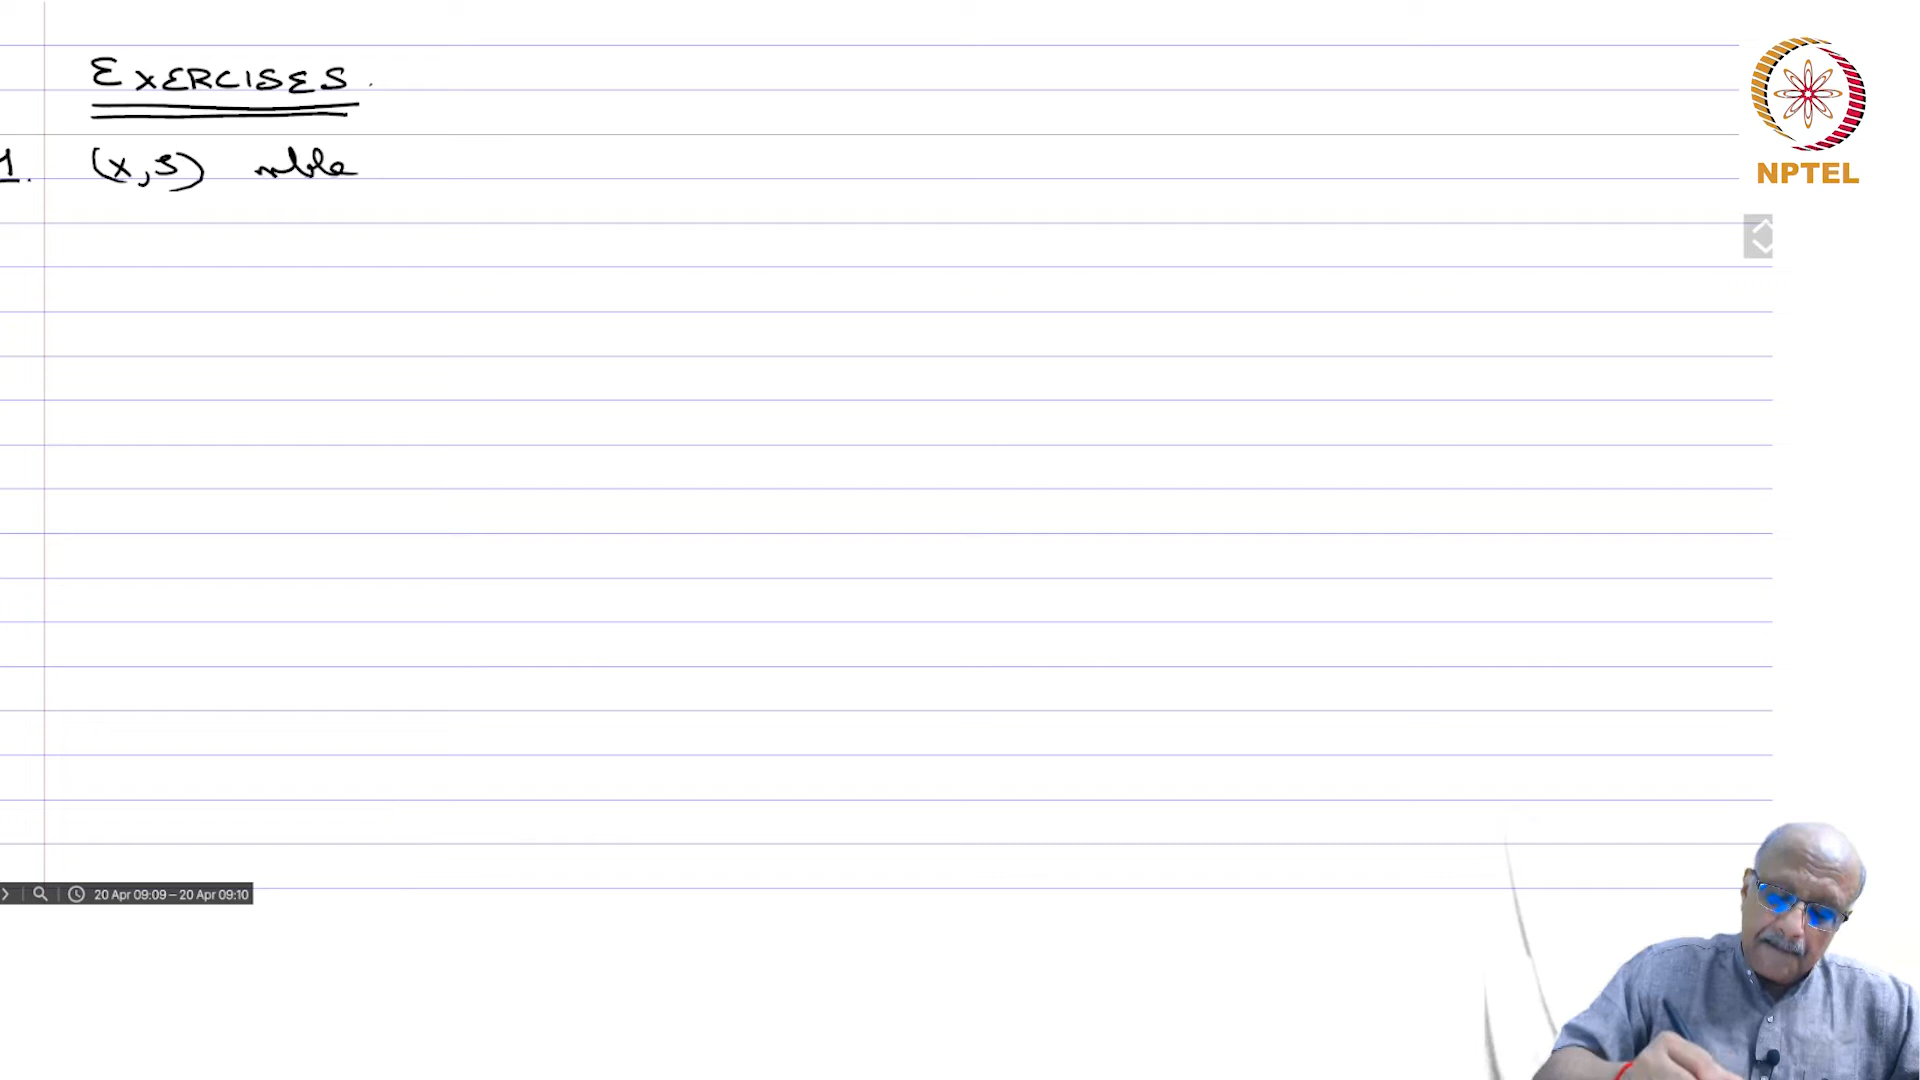 EXERCISES.
NPTEL
1. (X, S) mble
20 Apr 09:09 – 20 Apr 09:10